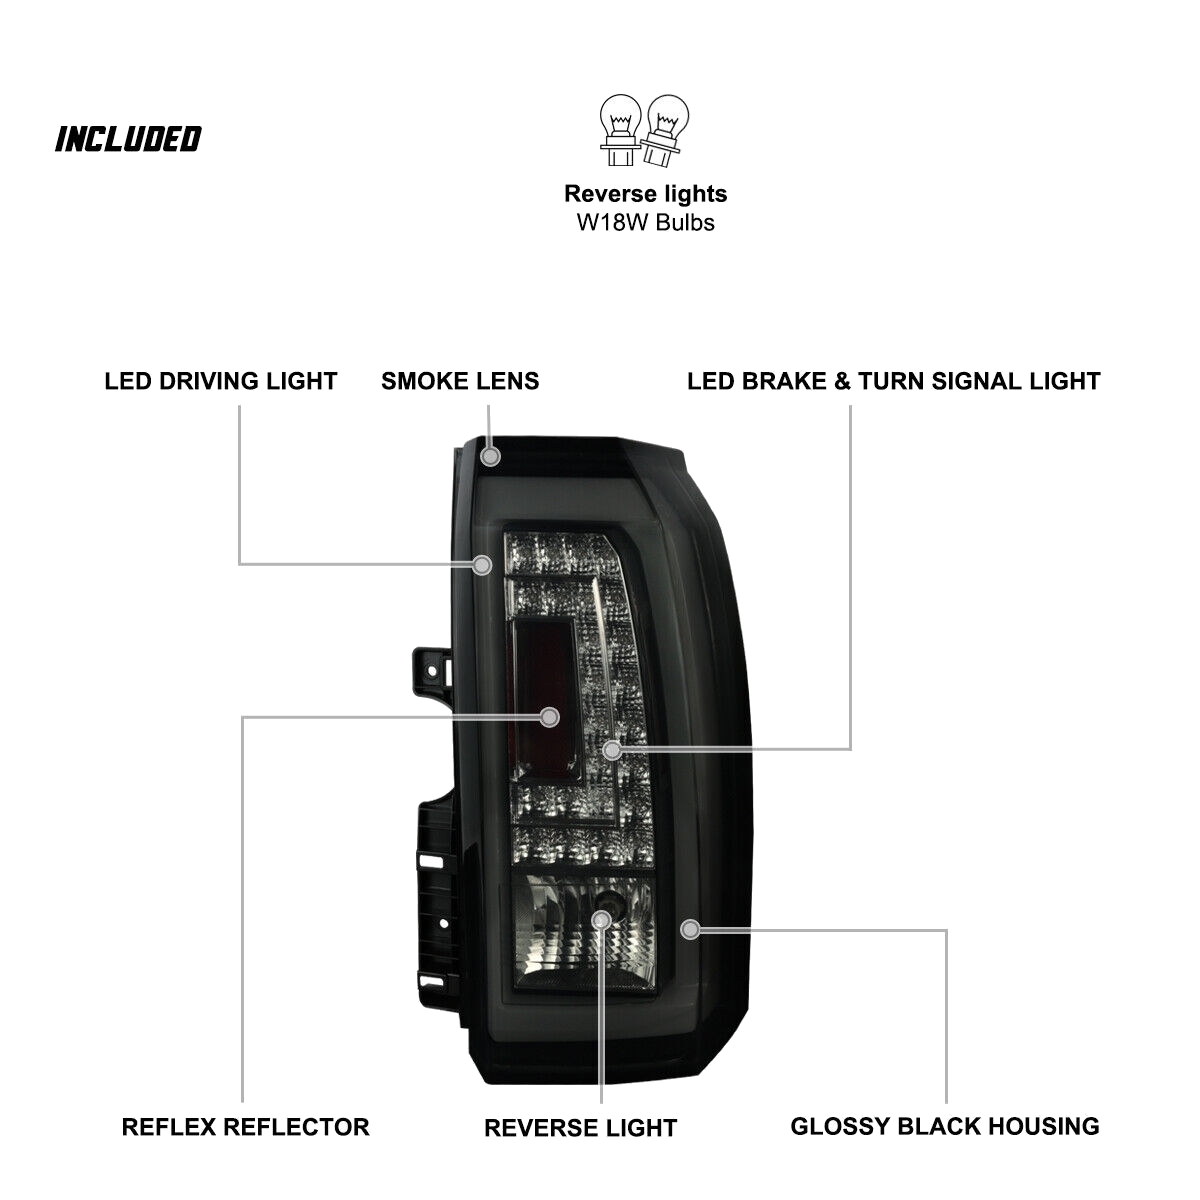 INCLUDED
Reverse lights
W18W Bulbs
LED DRIVING LIGHT
SMOKE LENS
LED BRAKE & TURN SIGNAL LIGHT
REFLEX REFLECTOR
REVERSE LIGHT
GLOSSY BLACK HOUSING